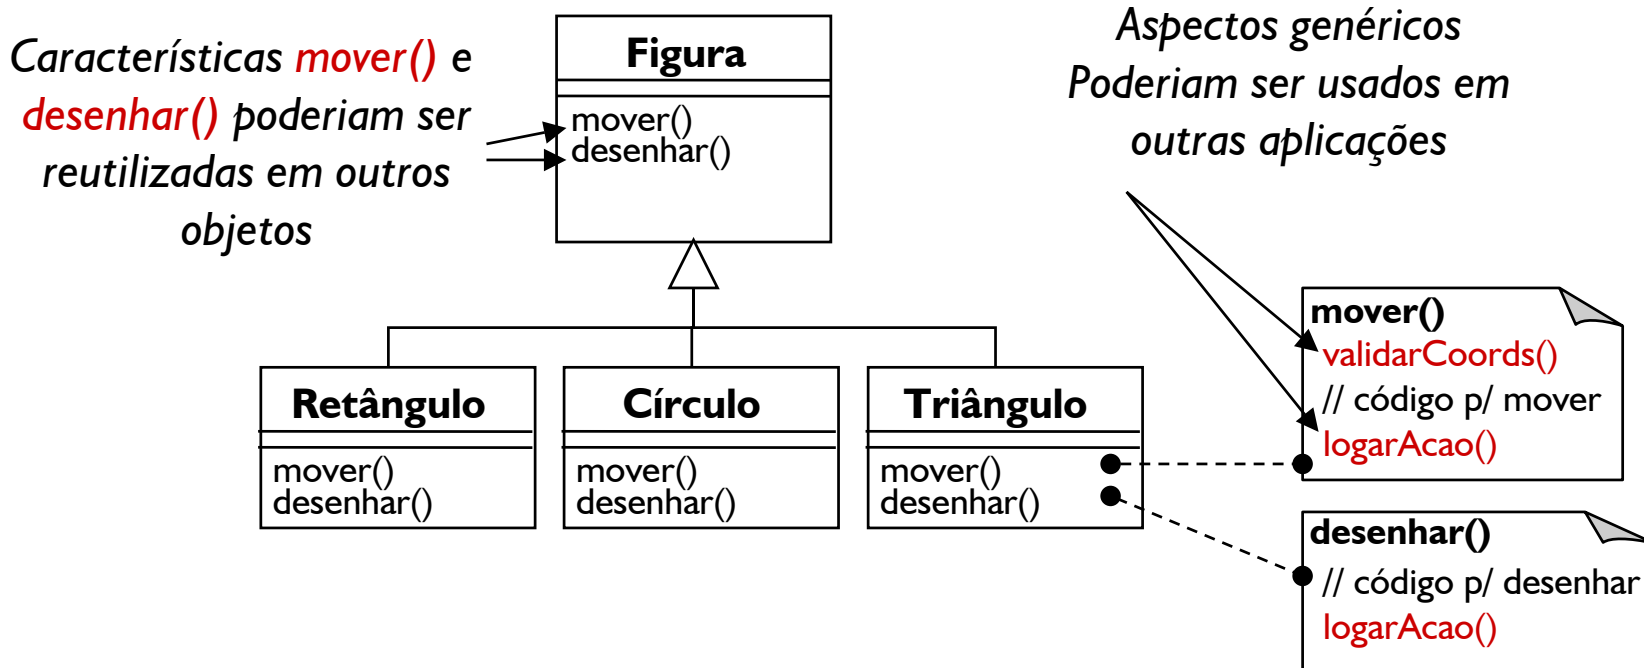 Características mover() e
desenhar() poderiam ser
reutilizadas em outros
objetos
Figura
mover()
desenhar()
Aspectos genéricos
Poderiam ser usados em
outras aplicações
Retângulo
mover()
desenhar()
Círculo
mover()
desenhar()
Triângulo
mover()
desenhar()
mover()
validarCoords()
// código p/ mover
logarAcao()
desenhar()
// código p/ desenhar
logarAcao()